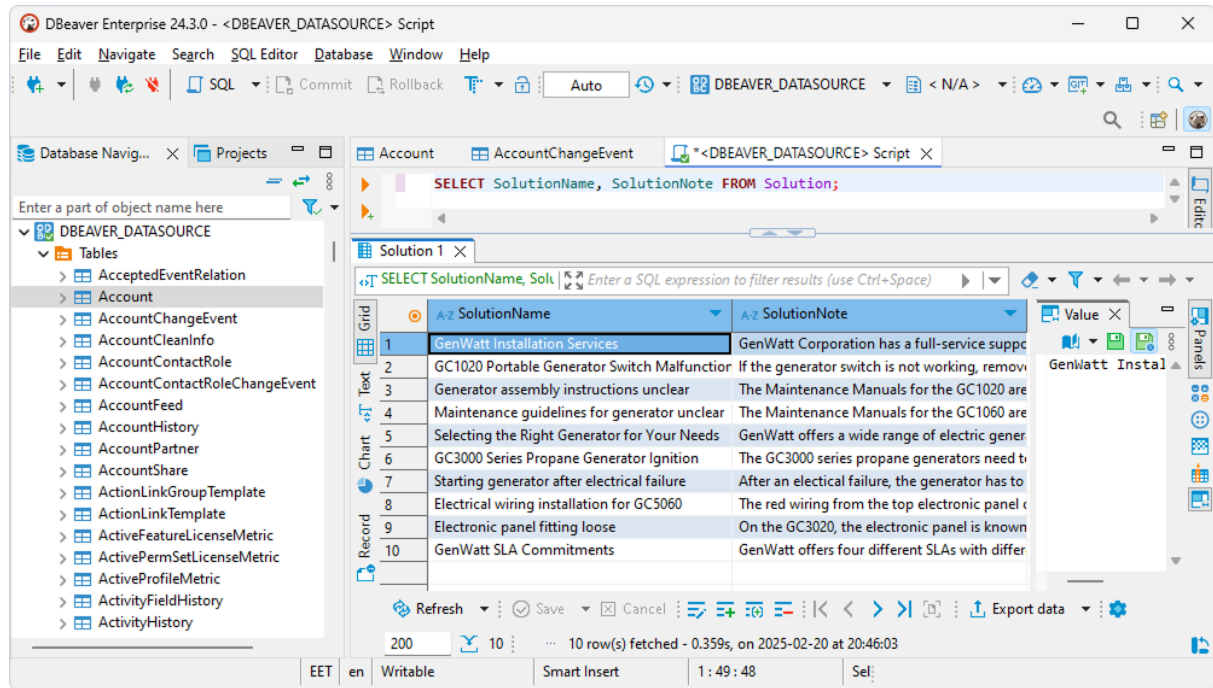 DBeaver Enterprise 24.3.0 - <DBEAVER_DATASOURCE> Script
File Edit Navigate Search SQL Editor Database Window Help
SQL Commit Rollback Auto DBEAVER_DATASOURCE < N/A >
Database Navig... Projects
Enter a part of object name here
DBEAVER_DATASOURCE
Tables
AcceptedEventRelation
Account
AccountChangeEvent
AccountCleanInfo
AccountContactRole
AccountContactRoleChangeEvent
AccountFeed
AccountHistory
AccountPartner
AccountShare
ActionLinkGroupTemplate
ActionLinkTemplate
ActiveFeatureLicenseMetric
ActivePermSetLicenseMetric
ActiveProfileMetric
ActivityFieldHistory
ActivityHistory
Account AccountChangeEvent *<DBEAVER_DATASOURCE> Script
SELECT SolutionName, SolutionNote FROM Solution;
Solution 1
SELECT SolutionName, Solu Enter a SQL expression to filter results (use Ctrl+Space)
Grid
Text
Chart
Record
A-Z SolutionName A-Z SolutionNote
1 GenWatt Installation Services GenWatt Corporation has a full-service suppo
2 GC1020 Portable Generator Switch Malfunction If the generator switch is not working, remove
3 Generator assembly instructions unclear The Maintenance Manuals for the GC1020 are
4 Maintenance guidelines for generator unclear The Maintenance Manuals for the GC1060 are
5 Selecting the Right Generator for Your Needs GenWatt offers a wide range of electric gener
6 GC3000 Series Propane Generator Ignition The GC3000 series propane generators need t
7 Starting generator after electrical failure After an electical failure, the generator has to
8 Electrical wiring installation for GC5060 The red wiring from the top electronic panel
9 Electronic panel fitting loose On the GC3020, the electronic panel is known
10 GenWatt SLA Commitments GenWatt offers four different SLAs with differ
Value
GenWatt Instal
Panels
Refresh Save Cancel Export data
200 10 ... 10 row(s) fetched - 0.359s, on 2025-02-20 at 20:46:03
EET en Writable Smart Insert 1 : 49 : 48 Sel